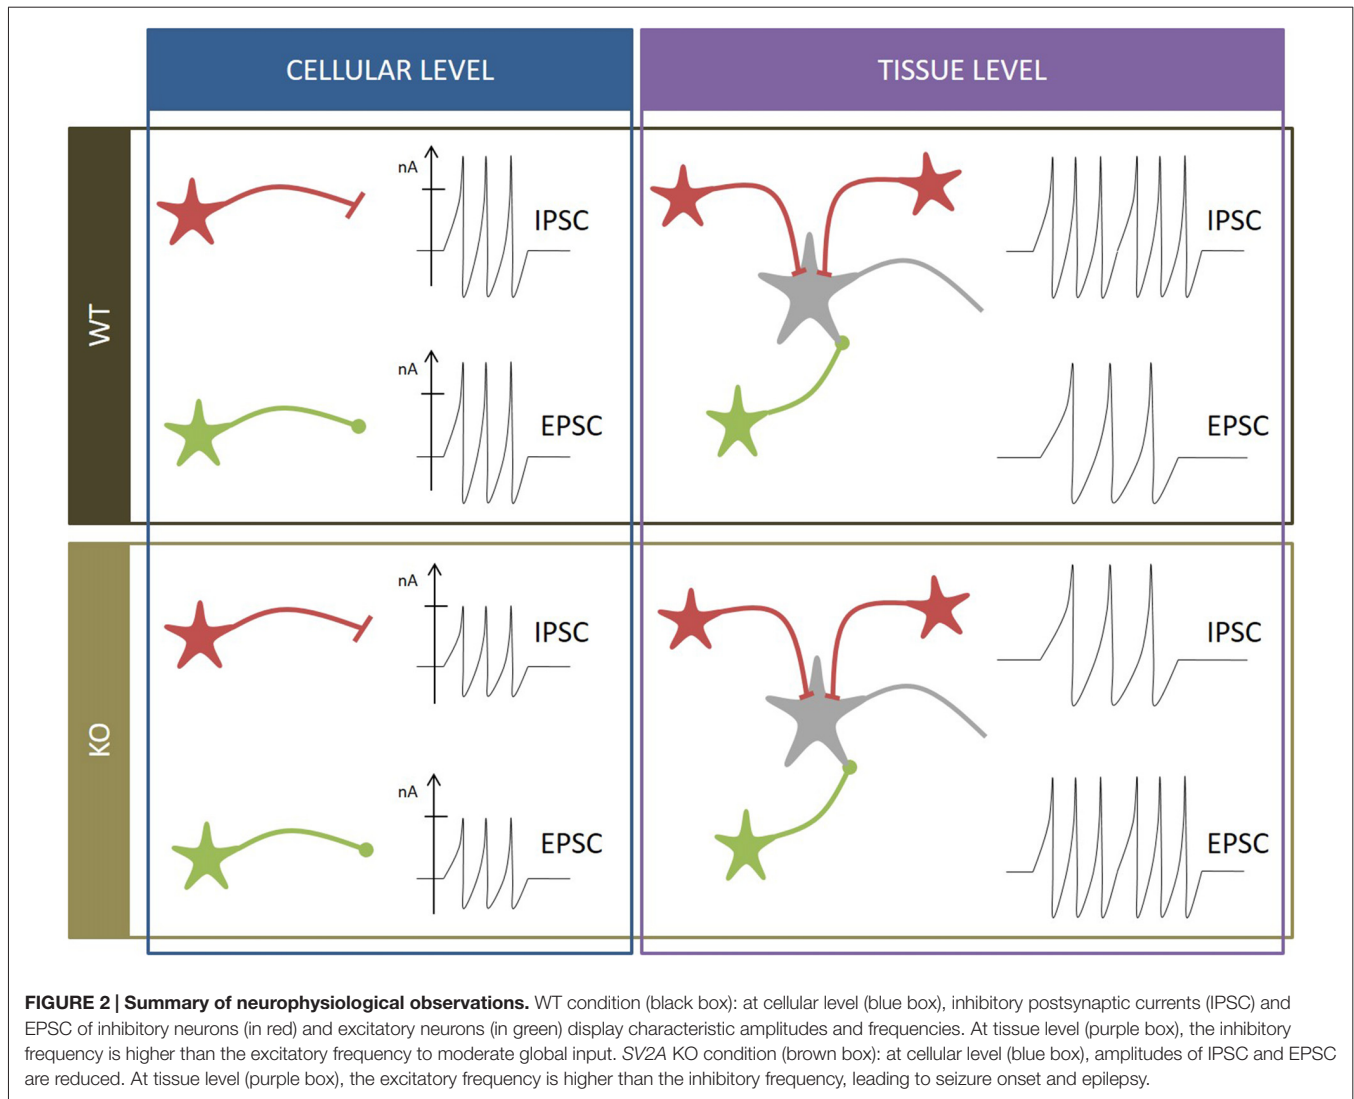 CELLULAR LEVEL
TISSUE LEVEL
WT
nA
IPSC
IPSC
nA
EPSC
EPSC
KO
nA
IPSC
IPSC
nA
EPSC
EPSC
FIGURE 2 | Summary of neurophysiological observations. WT condition (black box): at cellular level (blue box), inhibitory postsynaptic currents (IPSC) and
EPSC of inhibitory neurons (in red) and excitatory neurons (in green) display characteristic amplitudes and frequencies. At tissue level (purple box), the inhibitory
frequency is higher than the excitatory frequency to moderate global input. SV2A KO condition (brown box): at cellular level (blue box), amplitudes of IPSC and EPSC
are reduced. At tissue level (purple box), the excitatory frequency is higher than the inhibitory frequency, leading to seizure onset and epilepsy.